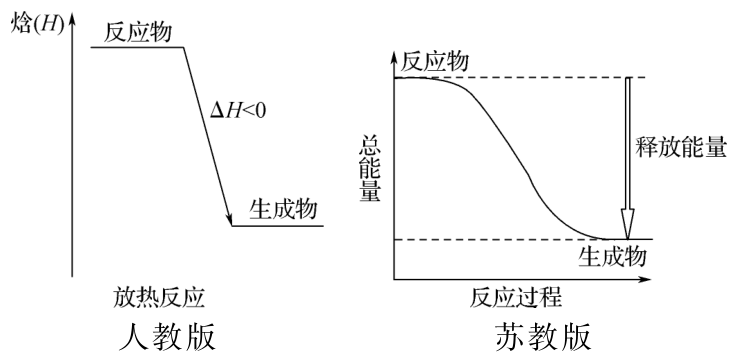 焓(H)
反应物
ΔH<0
生成物
放热反应
人教版
反应物
总能量
释放能量
生成物
反应过程
苏教版